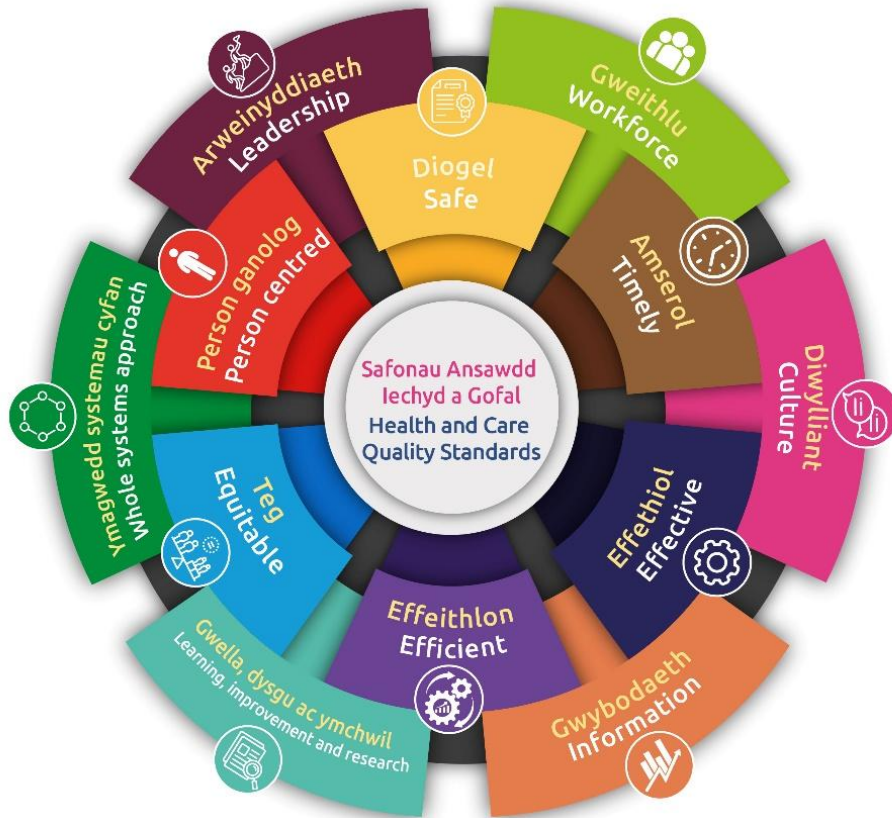 Safonau Ansawdd
Iechyd a Gofal
Health and Care
Quality Standards
Diogel
Safe
Amserol
Timely
Effethiol
Effective
Effeithlon
Efficient
Teg
Equitable
Person ganolog
Person centred
Arweinyddiaeth
Leadership
Gweithlu
Workforce
Diwylliant
Culture
Gwybodaeth
Information
Gwella, dysgu ac ymchwil
Learning, improvement and research
Ymagwedd systemau cyfan
Whole systems approach